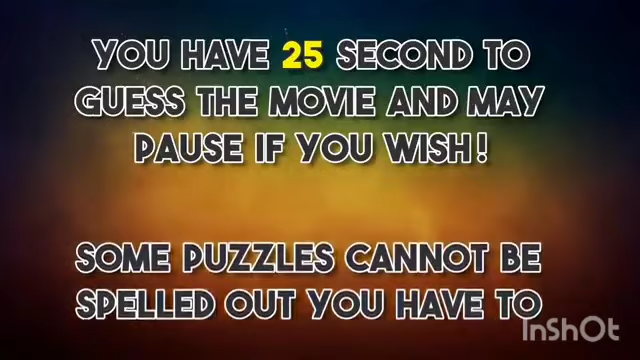 YOU HAVE 25 SECOND TO
GUESS THE MOVIE AND MAY
PAUSE IF YOU WISH!
SOME PUZZLES CANNOT BE
SPELLED OUT YOU HAVE TO
InShOt